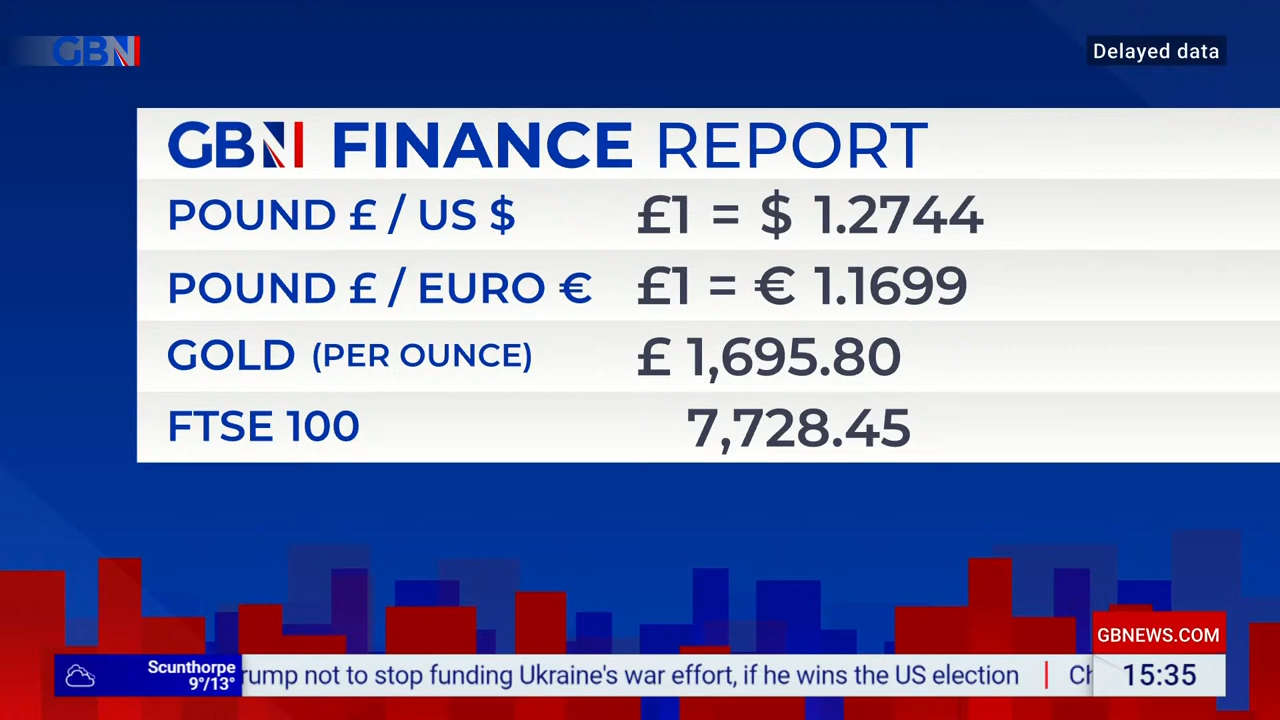 GBN
Delayed data
GBN FINANCE REPORT
POUND £ / US $ £1 = $ 1.2744
POUND £ / EURO € £1 = € 1.1699
GOLD (PER OUNCE) £ 1,695.80
FTSE 100 7,728.45
GBNEWS.COM
Scunthorpe
9°/13°
rump not to stop funding Ukraine's war effort, if he wins the US election | Ch
15:35